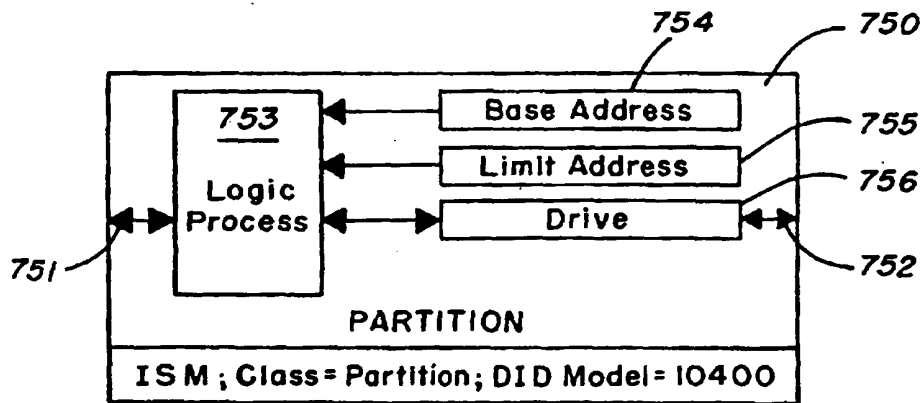 754
750
753
Base Address
755
Limit Address
756
Logic
Process
Drive
751
752
PARTITION
ISM; Class=Partition; DID Model=10400